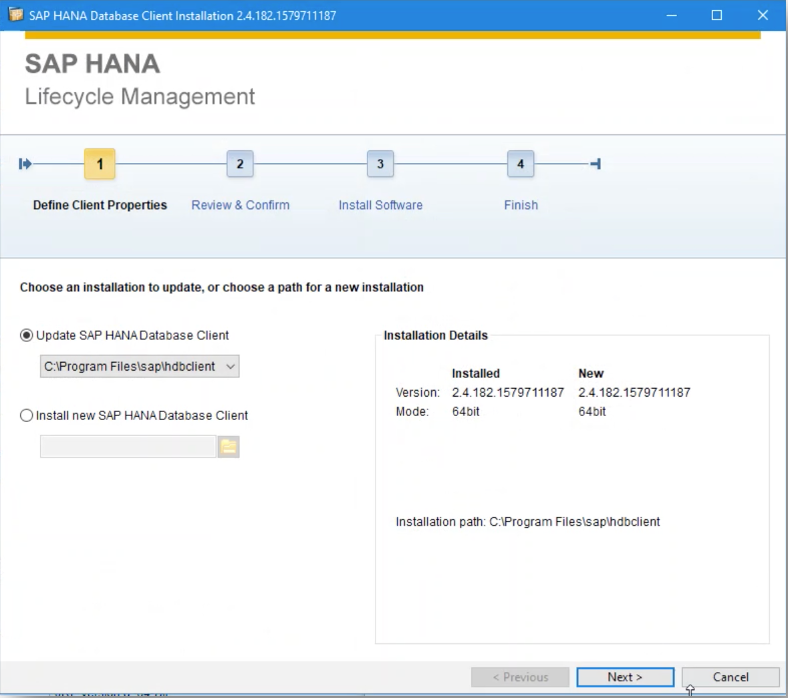 SAP HANA Database Client Installation 2.4.182.1579711187
SAP HANA
Lifecycle Management
1
2
3
4
Define Client Properties
Review & Confirm
Install Software
Finish
Choose an installation to update, or choose a path for a new installation
Update SAP HANA Database Client
C:\Program Files\sap\hdbclient
Install new SAP HANA Database Client
Installation Details
Installed New
Version: 2.4.182.1579711187 2.4.182.1579711187
Mode: 64bit 64bit
Installation path: C:\Program Files\sap\hdbclient
< Previous
Next >
Cancel